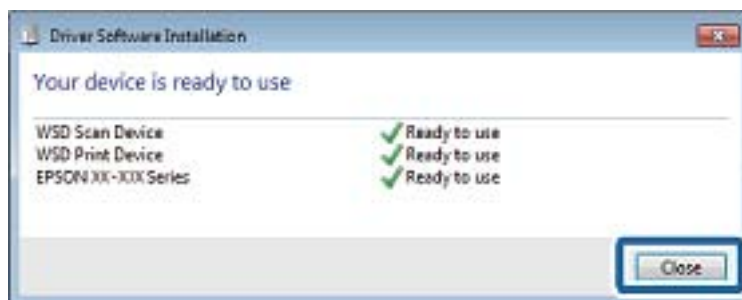 Driver Software Installation
Your device is ready to use
WSD Scan Device Ready to use
WSD Print Device Ready to use
EPSON XX-XXX Series Ready to use
Close